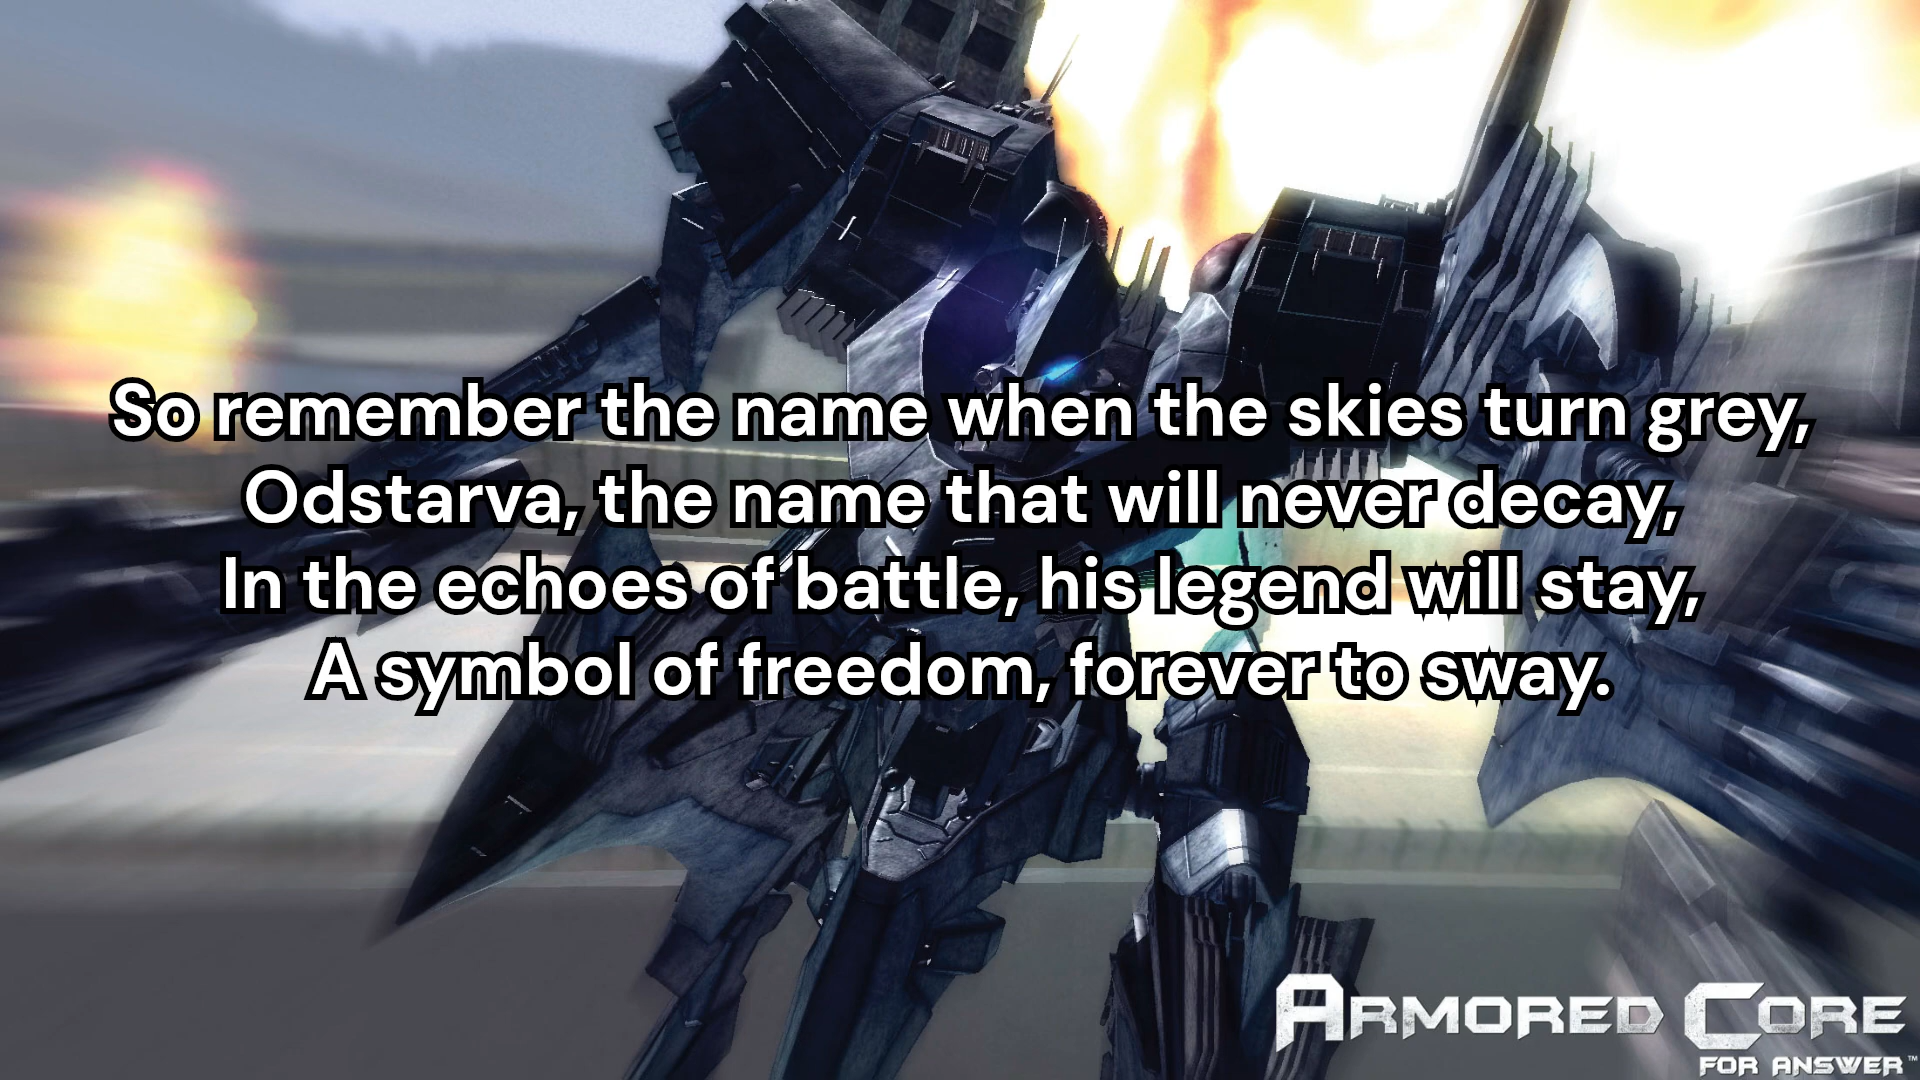 So remember the name when the skies turn grey,
Odstarva, the name that will never decay,
In the echoes of battle, his legend will stay,
A symbol of freedom, forever to sway.
ARMORED CORE
FOR ANSWER™